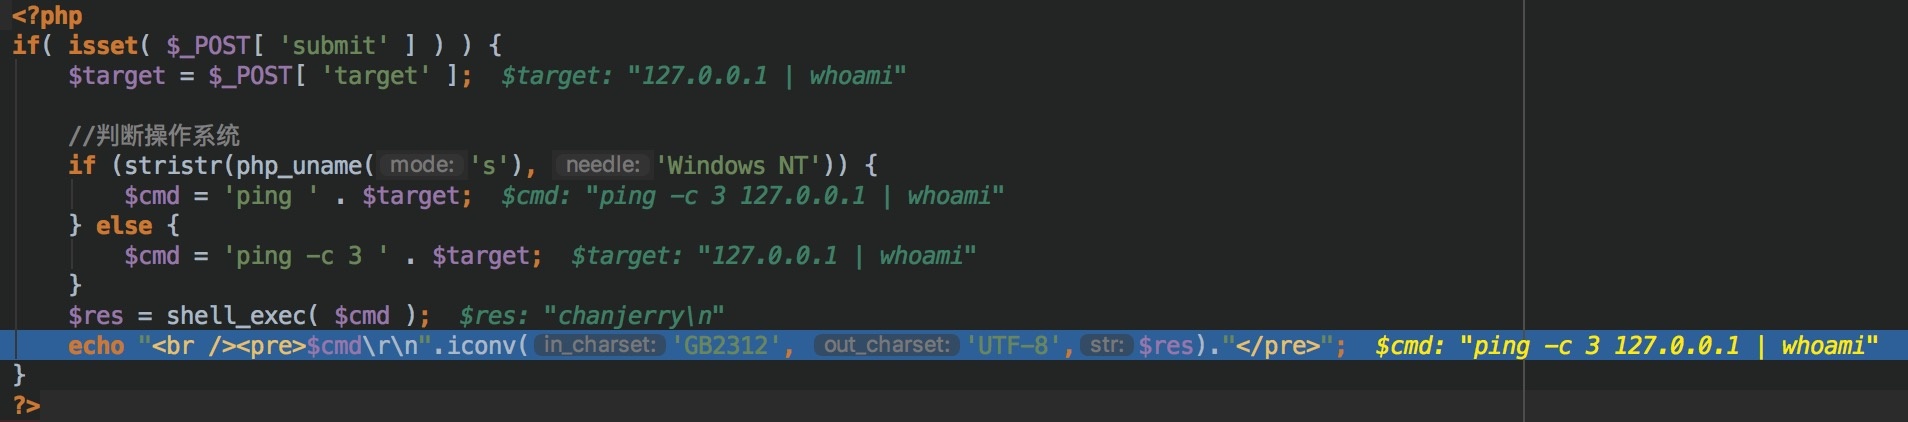 <?php
if( isset( $_POST[ 'submit' ] ) ) {
    $target = $_POST[ 'target' ];  $target: "127.0.0.1 | whoami"

    //判断操作系统
    if (stristr(php_uname( mode: 's'),  needle: 'Windows NT')) {
        $cmd = 'ping ' . $target;  $cmd: "ping -c 3 127.0.0.1 | whoami"
    } else {
        $cmd = 'ping -c 3 ' . $target;  $target: "127.0.0.1 | whoami"
    }
    $res = shell_exec( $cmd );  $res: "chanjerry\n"
    echo "<br /><pre>$cmd\r\n".iconv( in_charset: 'GB2312',  out_charset: 'UTF-8', str: $res)."</pre>";  $cmd: "ping -c 3 127.0.0.1 | whoami"
}
?>